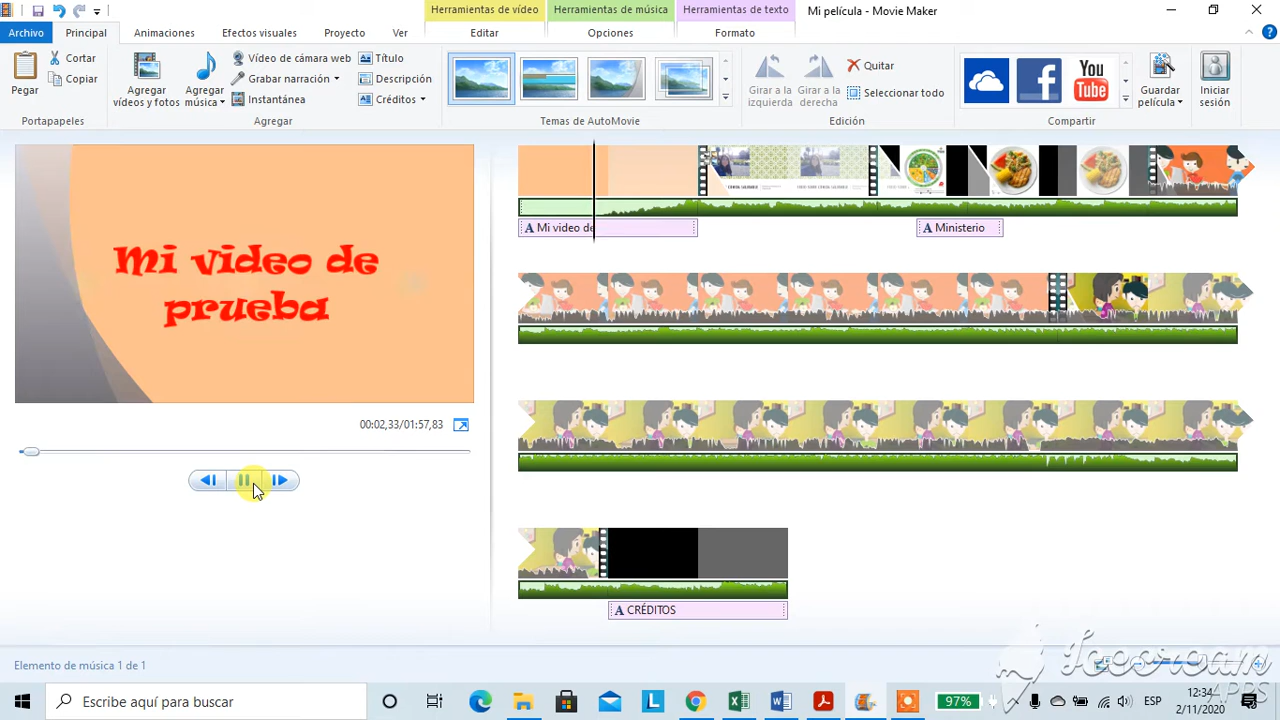 Herramientas de vídeo
Herramientas de música
Herramientas de texto
Mi película - Movie Maker
Archivo
Principal
Animaciones
Efectos visuales
Proyecto
Ver
Editar
Opciones
Formato
Pegar
Cortar
Copiar
Portapapeles
Agregar
vídeos y fotos
Agregar
música
Vídeo de cámara web
Grabar narración
Instantánea
Título
Descripción
Créditos
Agregar
Temas de AutoMovie
Girar a la
izquierda
Girar a la
derecha
Quitar
Seleccionar todo
Edición
You
Tube
Compartir
Guardar
película
Iniciar
sesión
Mi video de
prueba
00:02,33/01:57,83
A Mi video de
A Ministerio
A CRÉDITOS
Elemento de música 1 de 1
Icecream
APPS
Escribe aquí para buscar
97%
ESP
12:34
2/11/2020